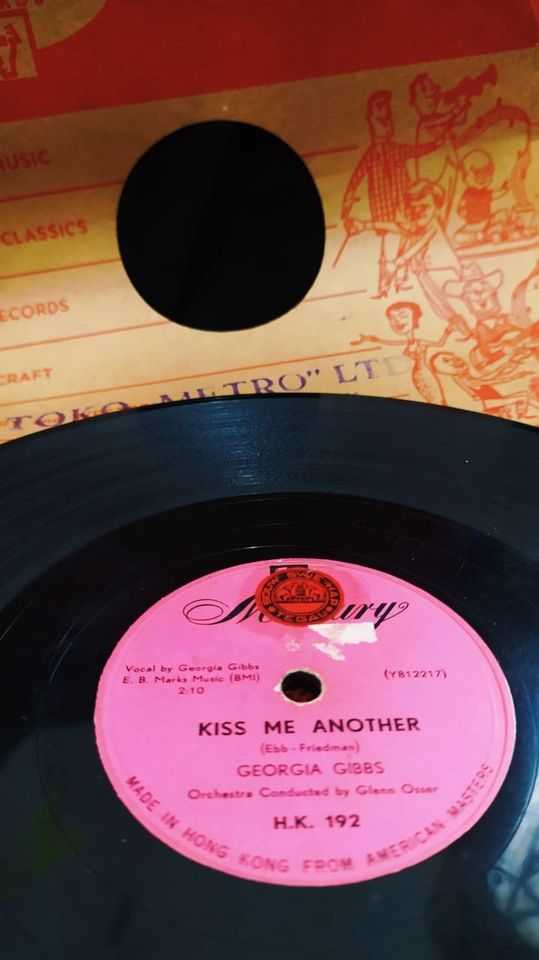 MUSIC
CLASSICS
RECORDS
CRAFT
TOKO "METRO" LTD
Mercury
Vocal by Georgia Gibbs
E. B. Marks Music (BMI)
2:10
(YB12217)
KISS ME ANOTHER
(Ebb - Friedman)
GEORGIA GIBBS
Orchestra Conducted by Glenn Osser
H.K. 192
MADE IN HONG KONG FROM AMERICAN MASTERS